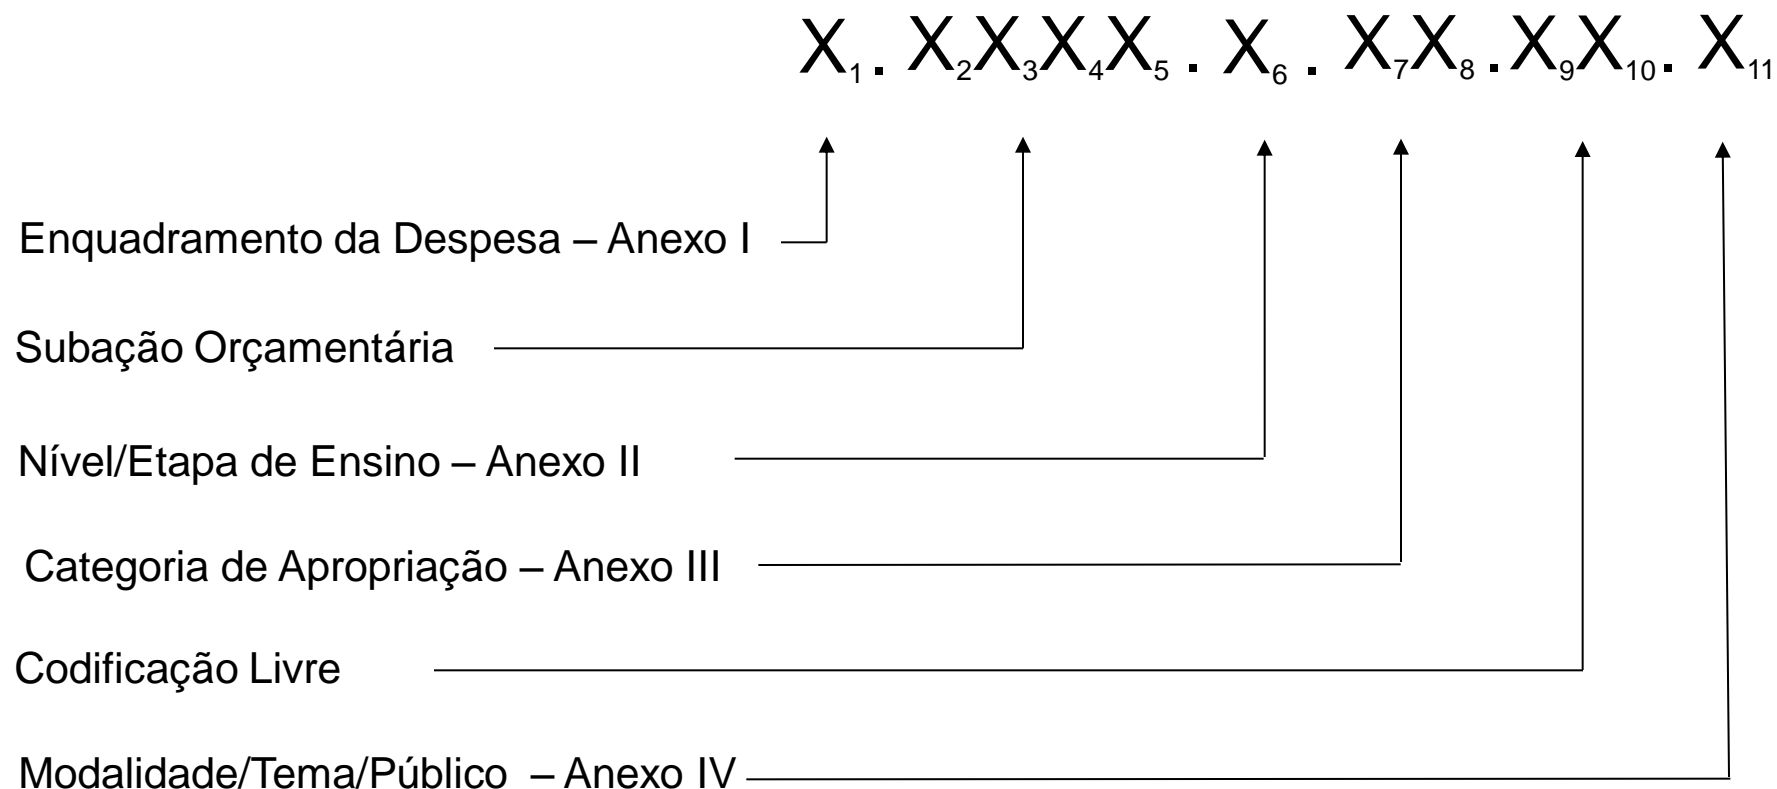 X₁. X₂X₃X₄X₅. X₆. X₇X₈.X₉X₁₀. X₁₁
Enquadramento da Despesa – Anexo I
Subação Orçamentária
Nível/Etapa de Ensino – Anexo II
Categoria de Apropriação – Anexo III
Codificação Livre
Modalidade/Tema/Público – Anexo IV